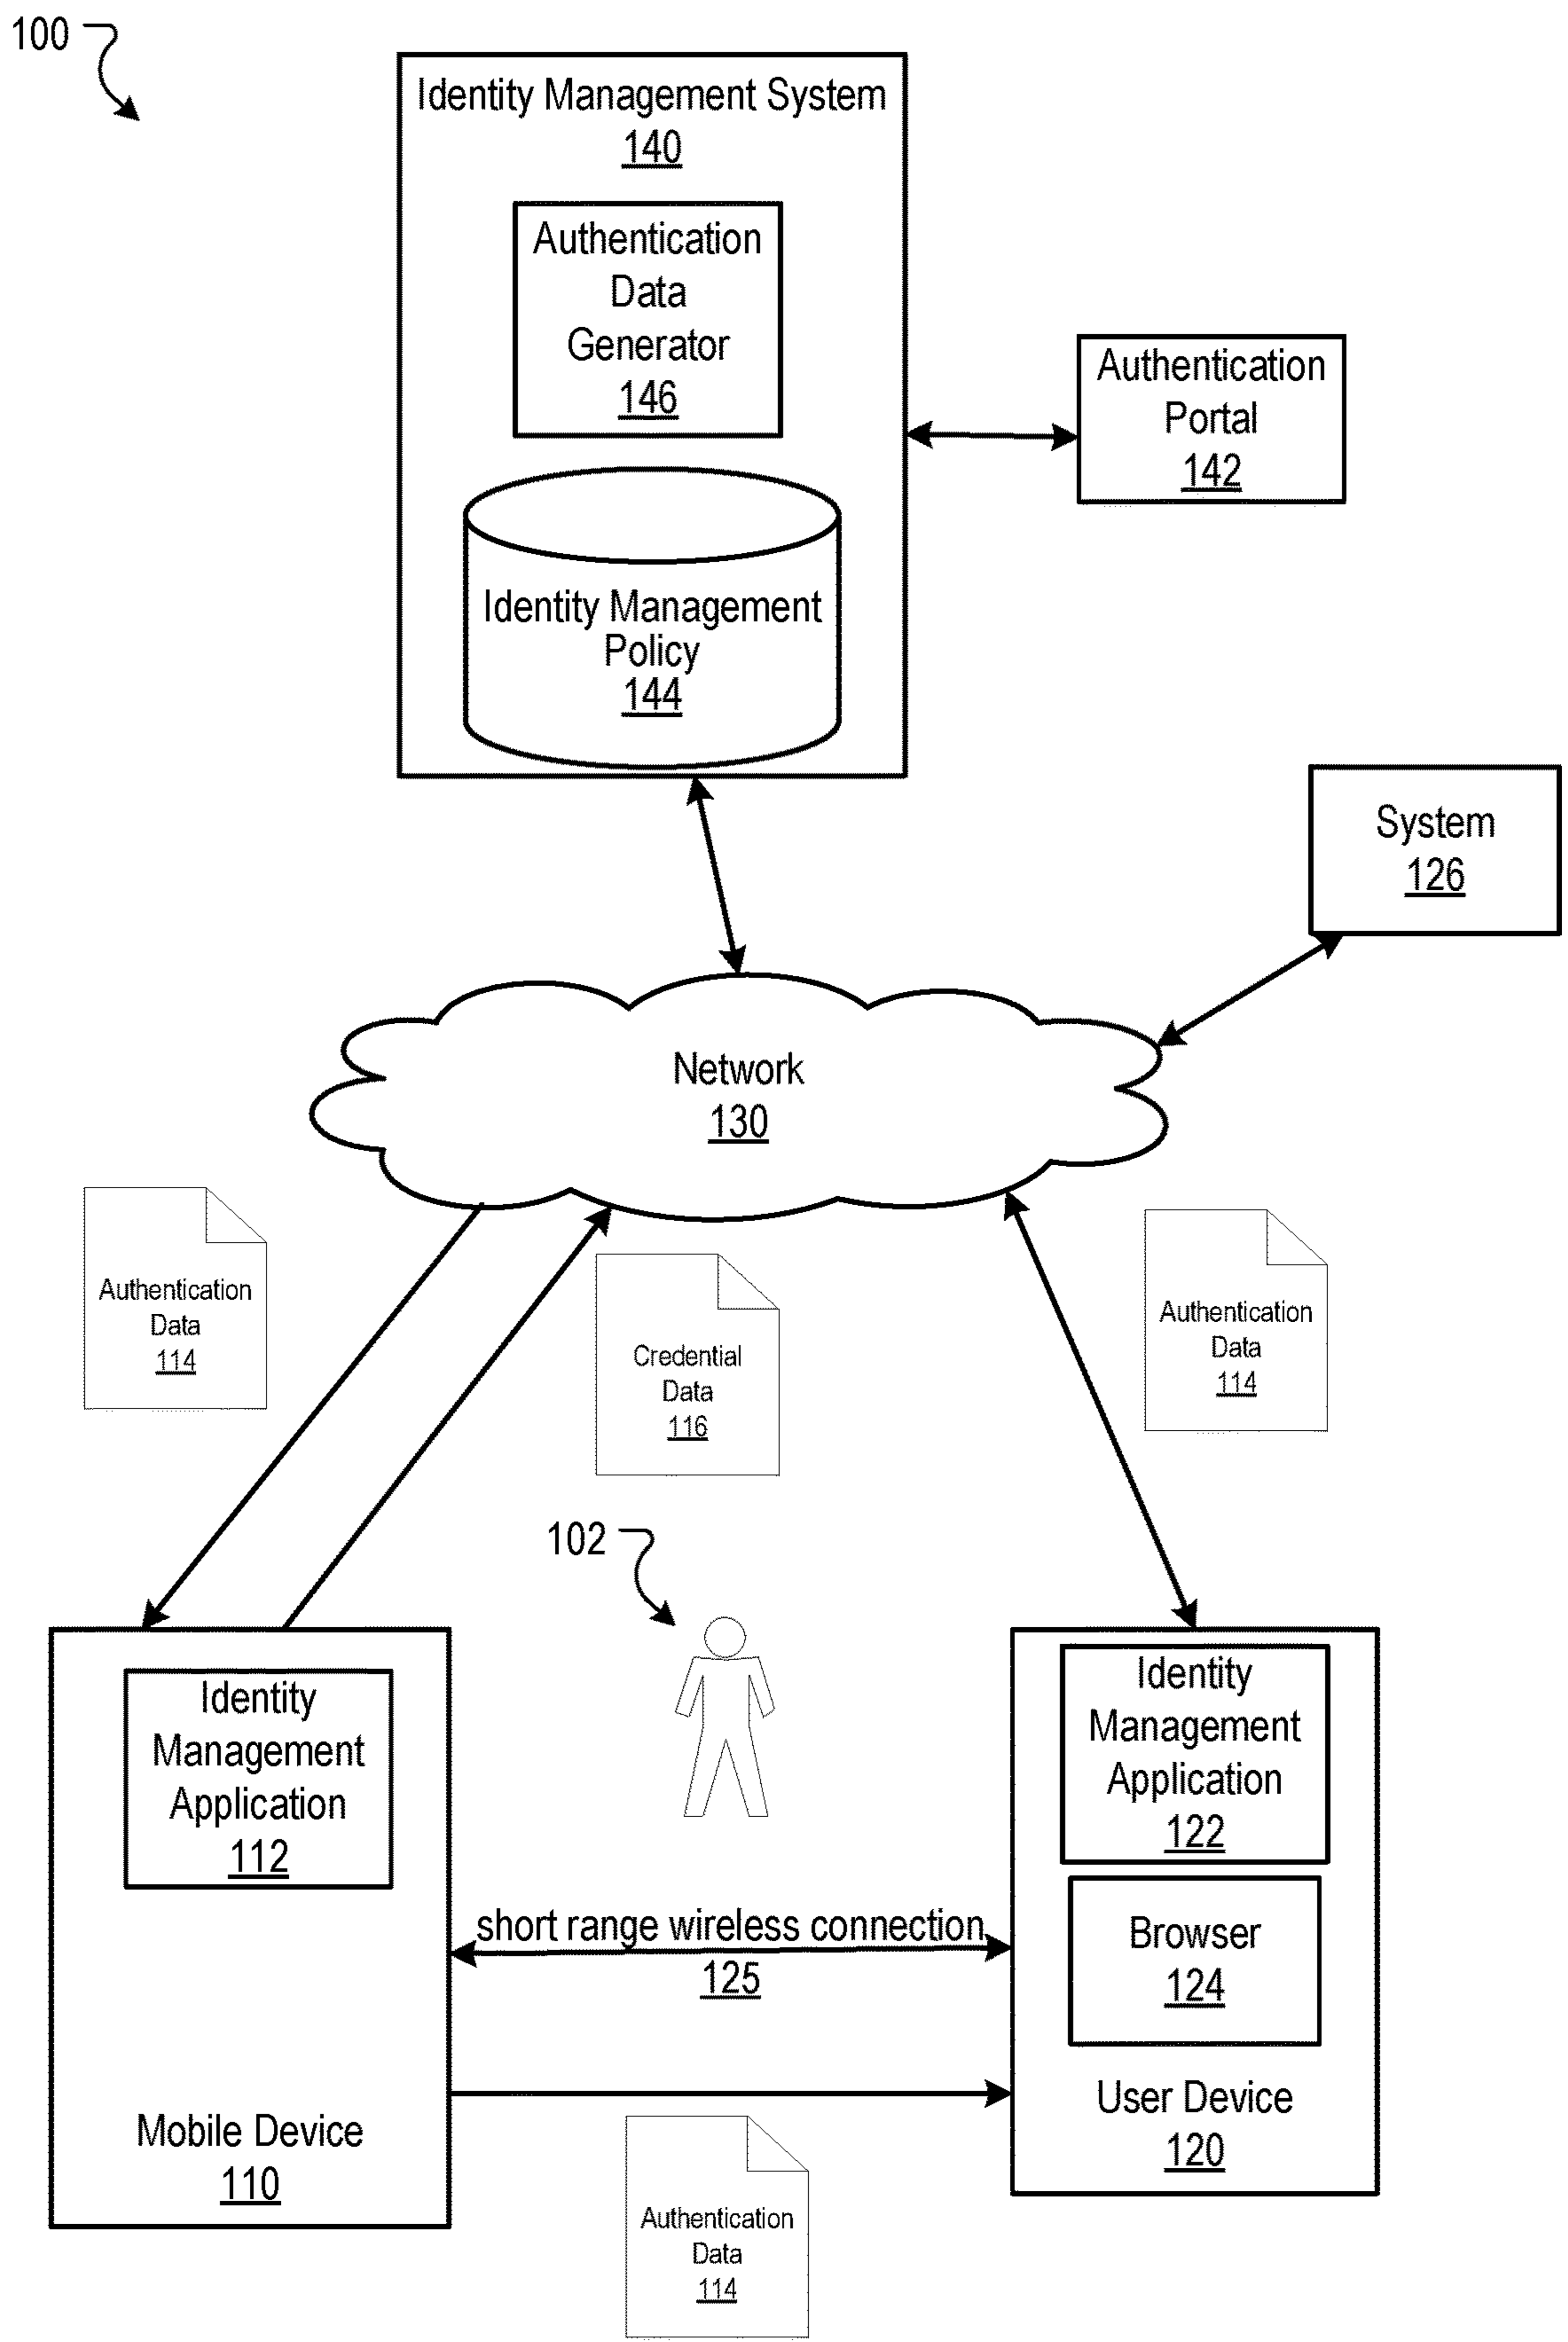 100
Identity Management System
140
Authentication
Data
Generator
146
Authentication
Portal
142
Identity Management
Policy
144
System
126
Network
130
Authentication
Data
114
Credential
Data
116
Authentication
Data
114
102
Identity
Management
Application
112
Identity
Management
Application
122
short range wireless connection
125
Browser
124
Mobile Device
110
User Device
120
Authentication
Data
114